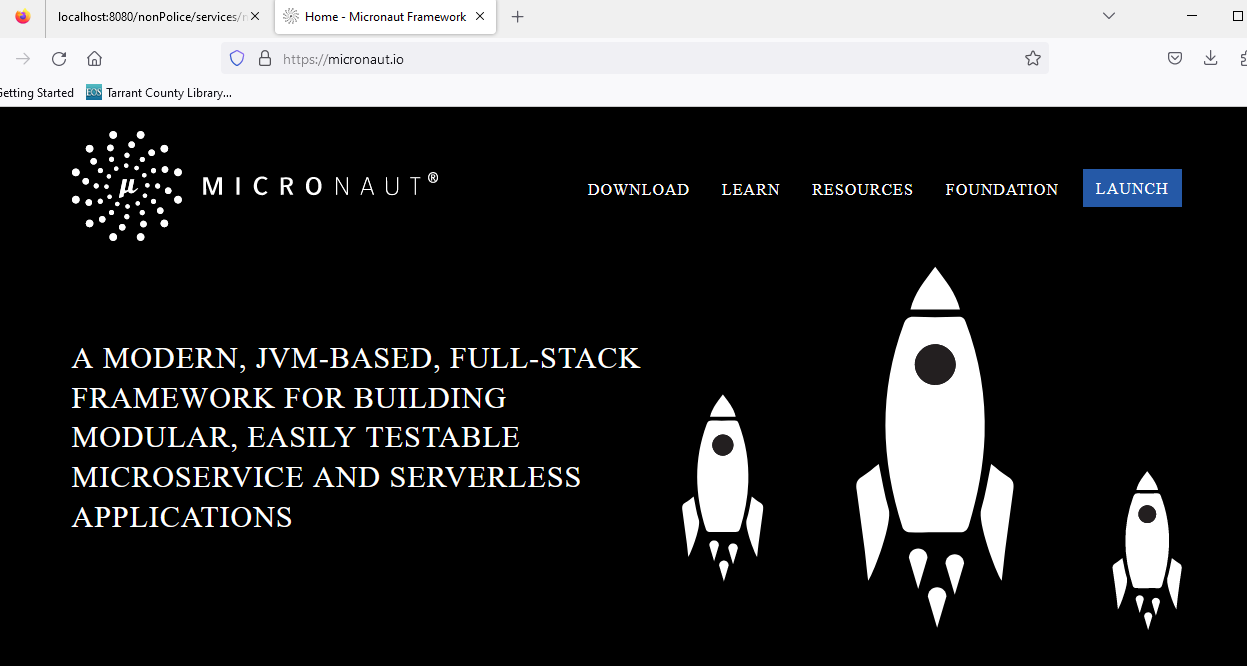 localhost:8080/nonPolice/services/
Home - Micronaut Framework
https://micronaut.io
Getting Started
EOS
Tarrant County Library...
μ MICRONAUT®
DOWNLOAD LEARN RESOURCES FOUNDATION LAUNCH
A MODERN, JVM-BASED, FULL-STACK
FRAMEWORK FOR BUILDING
MODULAR, EASILY TESTABLE
MICROSERVICE AND SERVERLESS
APPLICATIONS